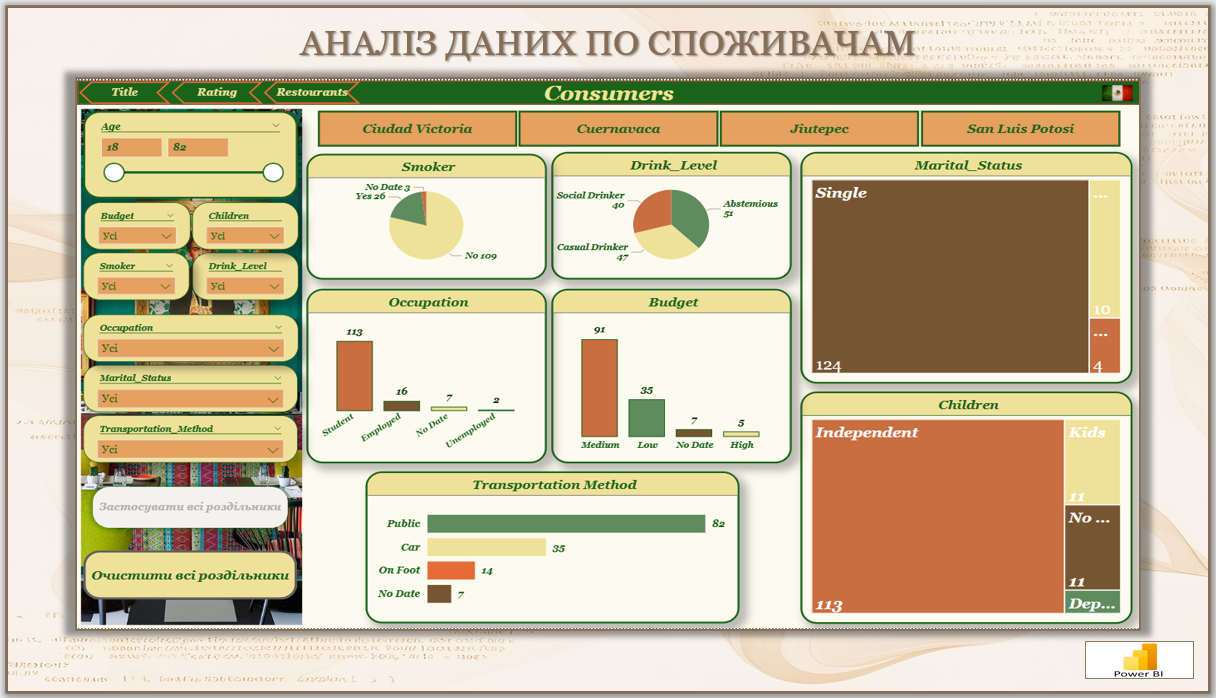 АНАЛІЗ ДАНИХ ПО СПОЖИВАЧАМ
Title
Rating
Restourants
Consumers
Age
18
82
Budget
Усі
Children
Усі
Smoker
Усі
Drink_Level
Усі
Occupation
Усі
Marital_Status
Усі
Transportation_Method
Усі
Застосувати всі роздільники
Очистити всі роздільники
Ciudad Victoria
Cuernavaca
Jiutepec
San Luis Potosi
Smoker
No Date 3
Yes 26
No 109
Drink_Level
Social Drinker
40
Abstemious
51
Casual Drinker
47
Marital_Status
Single
124
...
10
...
4
Occupation
113
16
7
2
Student
Employed
No Date
Unemployed
Budget
91
35
7
5
Medium
Low
No Date
High
Children
Independent
113
Kids
11
No ...
11
Dep...
Transportation Method
Public
82
Car
35
On Foot
14
No Date
7
Power BI